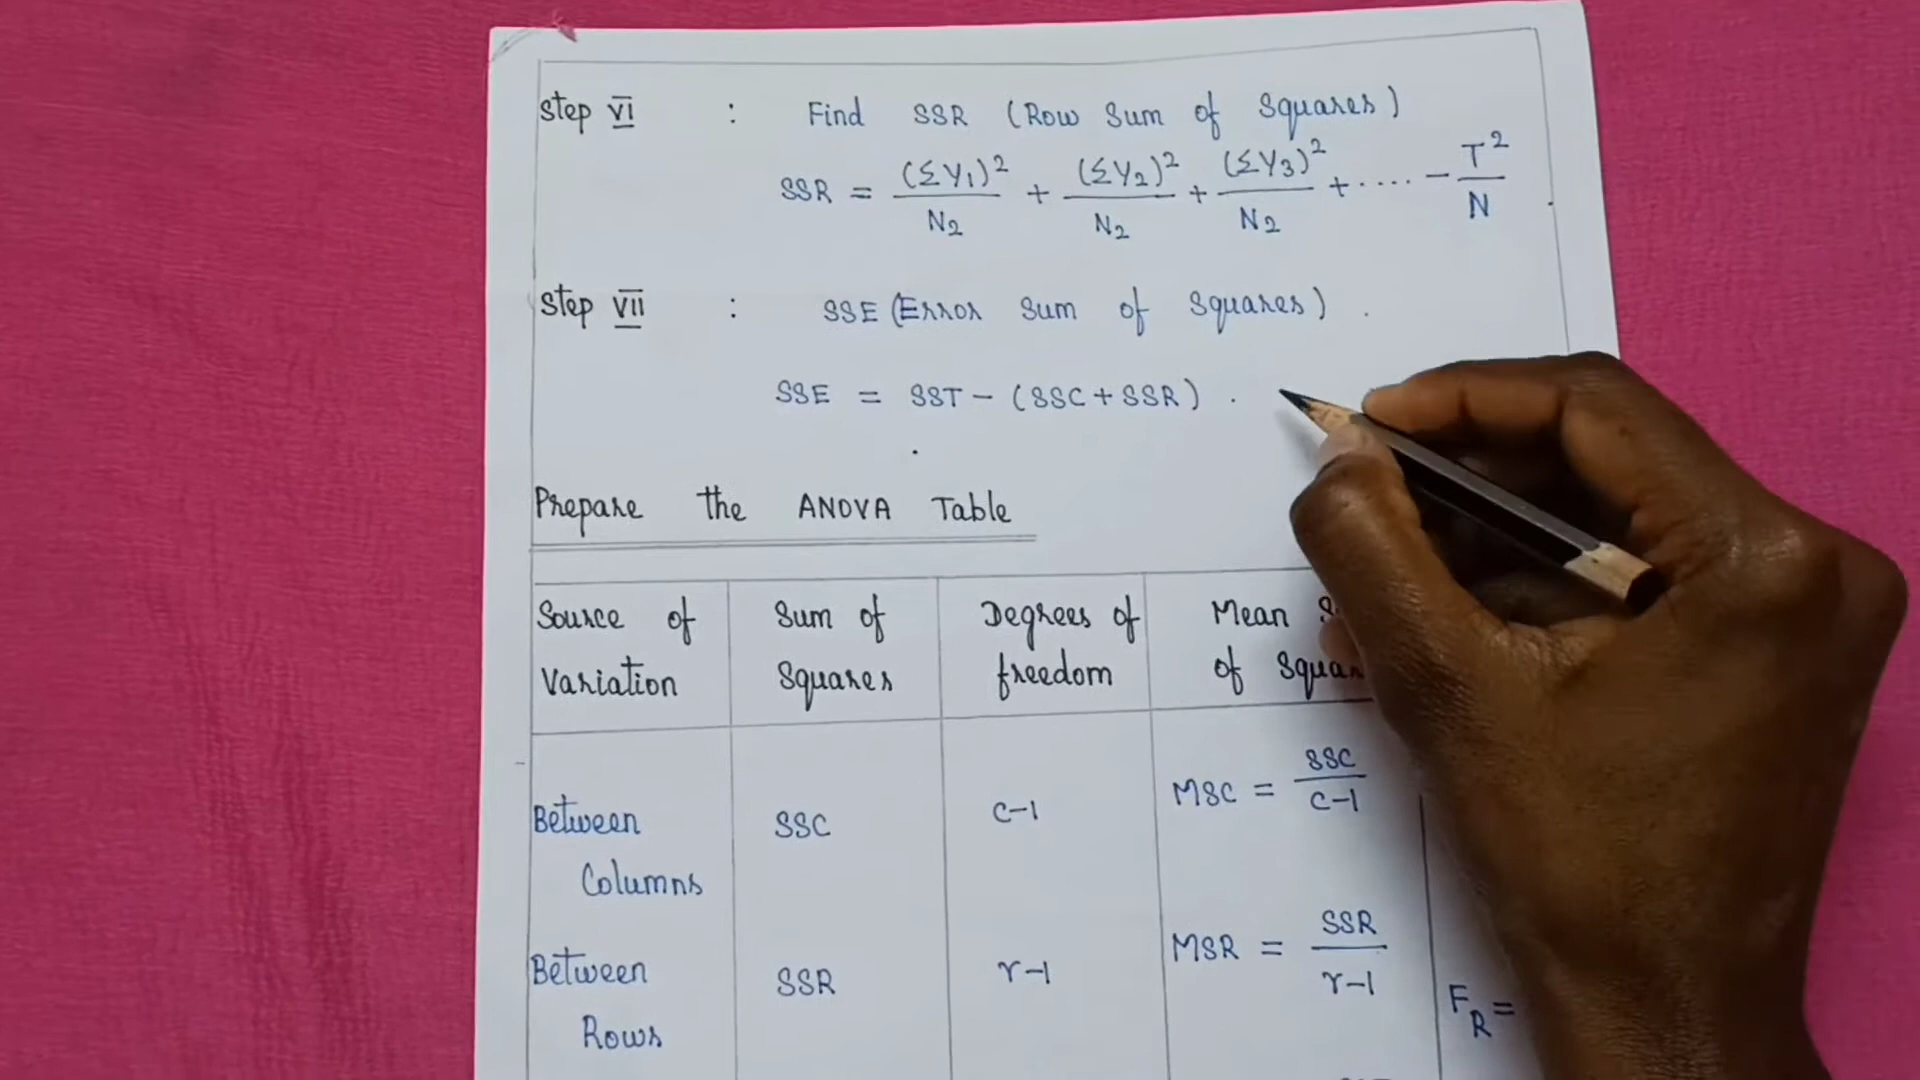 Step VI : Find SSR (Row Sum of Squares)
SSR = (ΣY1)²/N2 + (ΣY2)²/N2 + (ΣY3)²/N2 + ..... - T²/N
Step VII : SSE (Error Sum of Squares) .
SSE = SST - (SSC + SSR) .
Prepare the ANOVA Table
Source of Variation
Sum of Squares
Degrees of freedom
Mean
of
Between Columns
SSC
c-1
MSC = SSC/c-1
Between Rows
SSR
r-1
MSR = SSR/r-1
F_R =